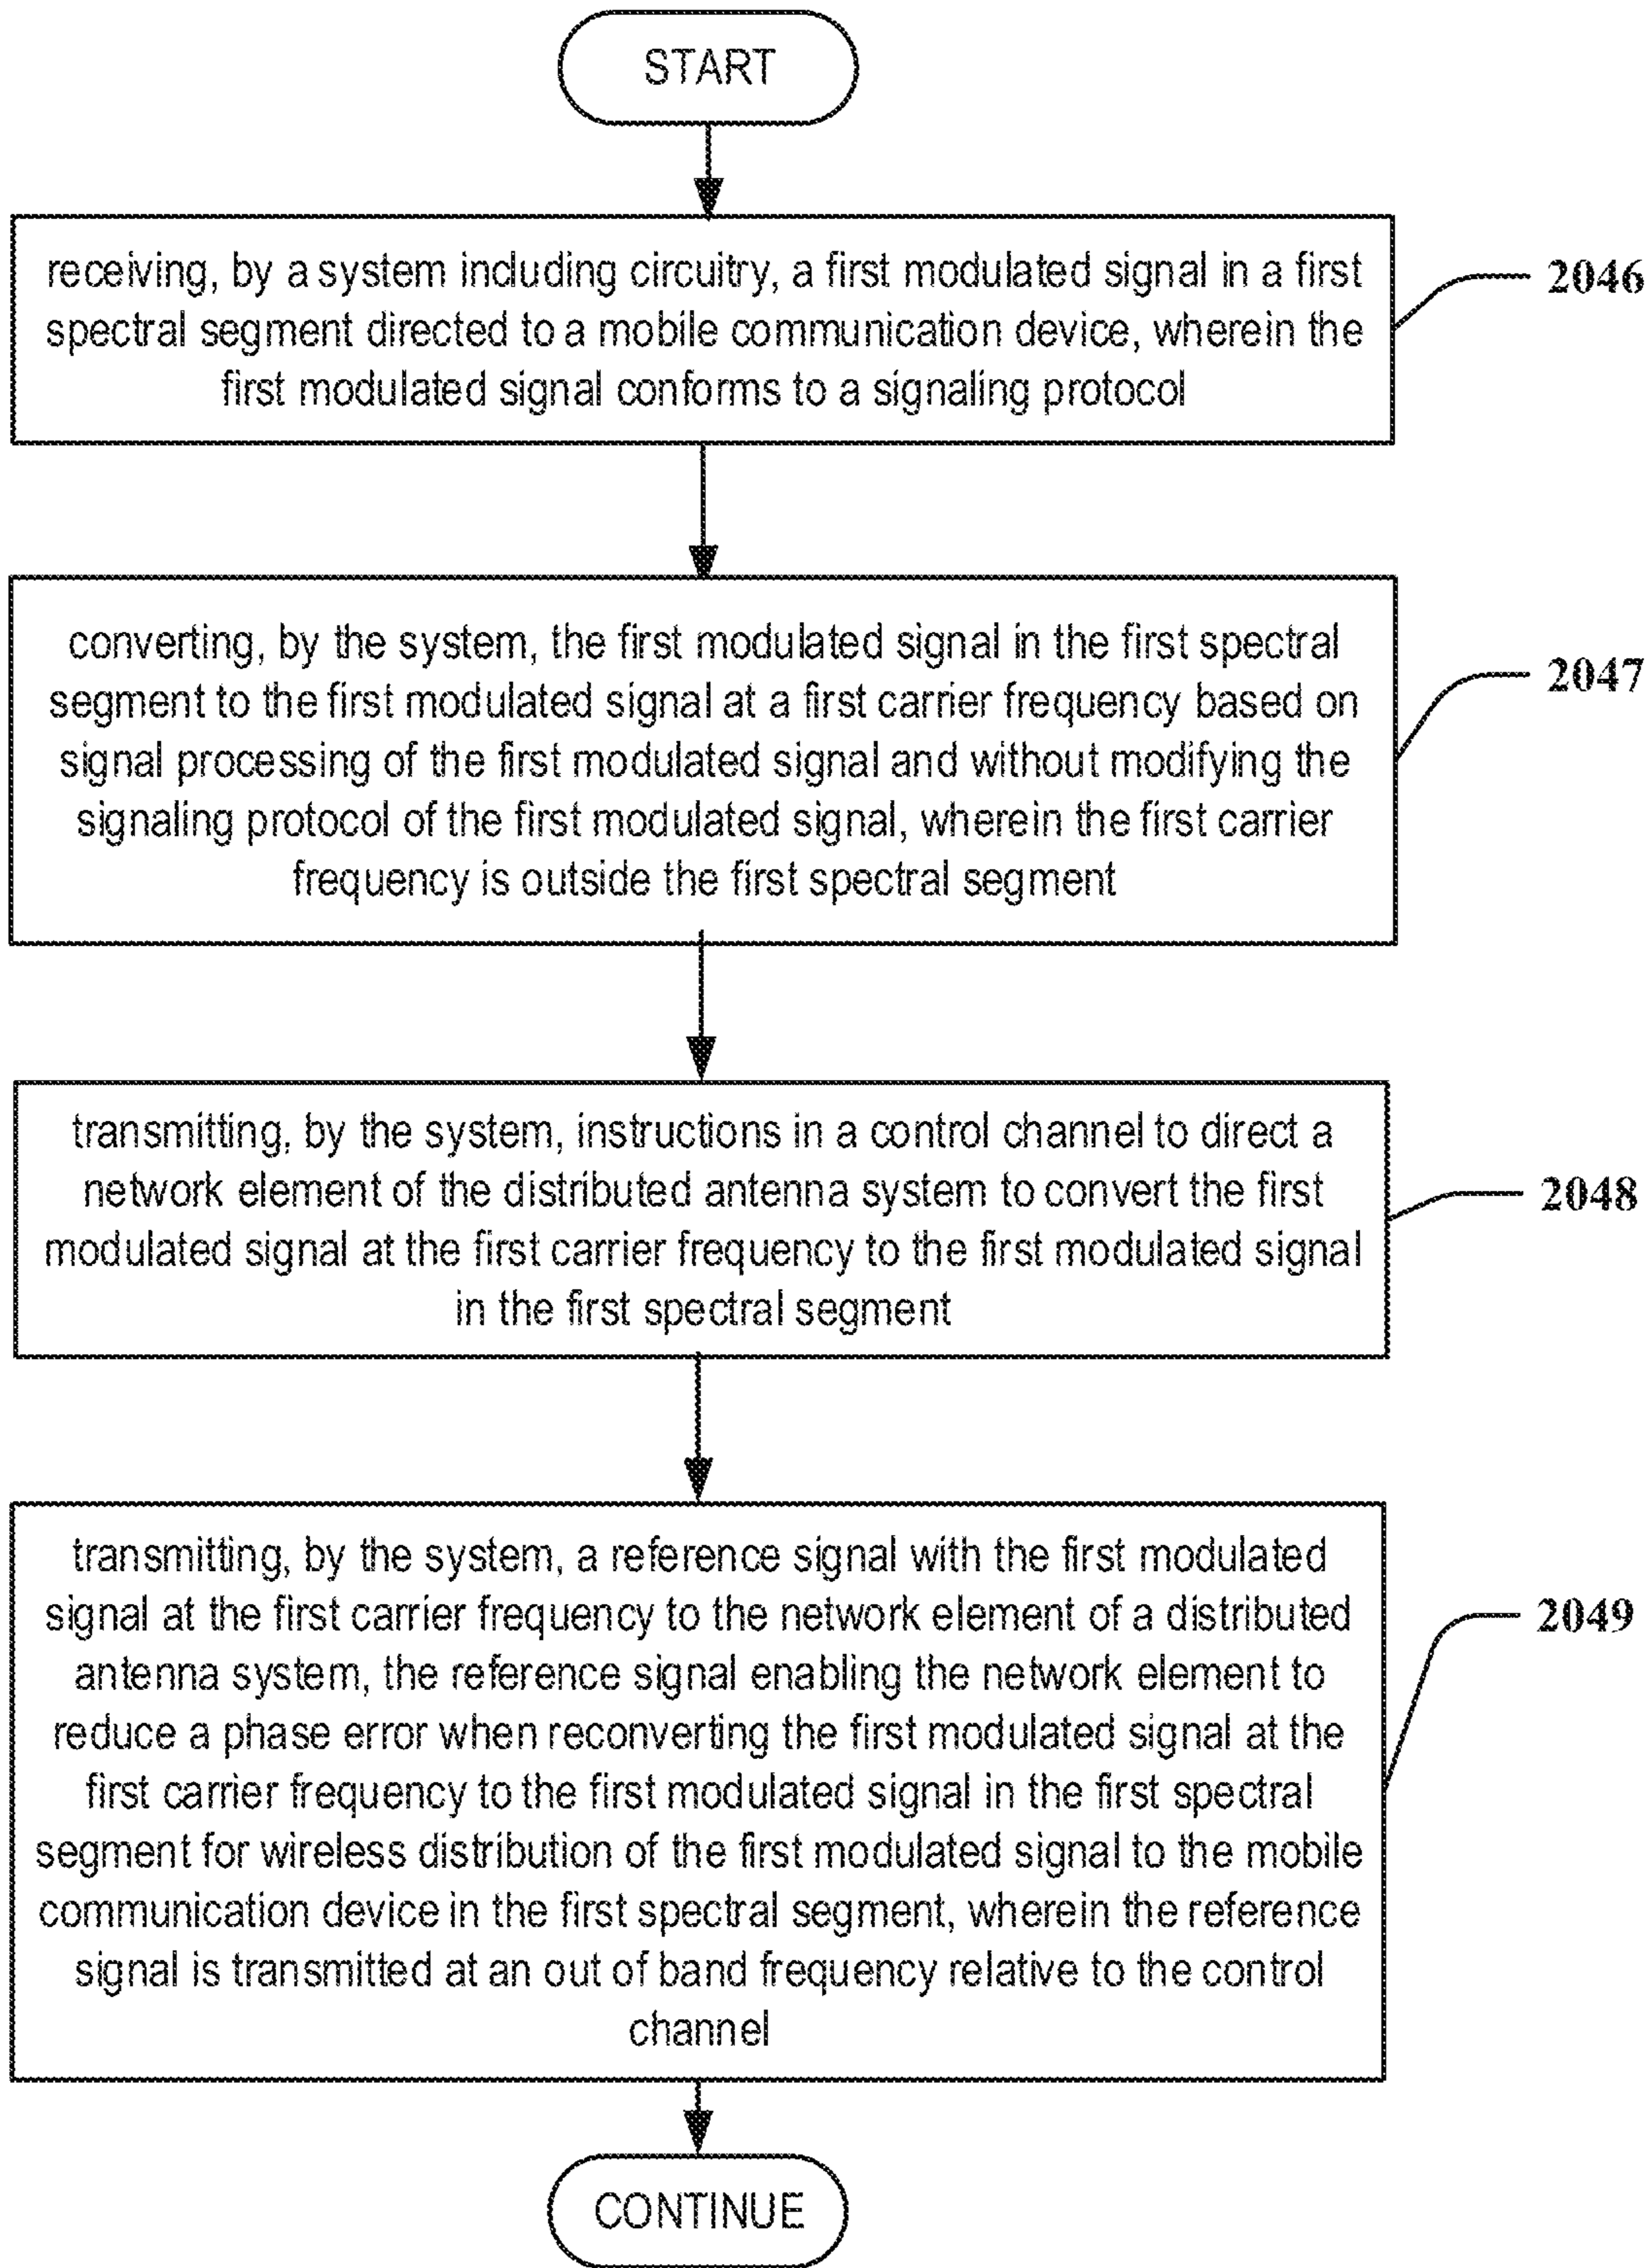 START
receiving, by a system including circuitry, a first modulated signal in a first
spectral segment directed to a mobile communication device, wherein the
first modulated signal conforms to a signaling protocol
2046
converting, by the system, the first modulated signal in the first spectral
segment to the first modulated signal at a first carrier frequency based on
signal processing of the first modulated signal and without modifying the
signaling protocol of the first modulated signal, wherein the first carrier
frequency is outside the first spectral segment
2047
transmitting, by the system, instructions in a control channel to direct a
network element of the distributed antenna system to convert the first
modulated signal at the first carrier frequency to the first modulated signal
in the first spectral segment
2048
transmitting, by the system, a reference signal with the first modulated
signal at the first carrier frequency to the network element of a distributed
antenna system, the reference signal enabling the network element to
reduce a phase error when reconverting the first modulated signal at the
first carrier frequency to the first modulated signal in the first spectral
segment for wireless distribution of the first modulated signal to the mobile
communication device in the first spectral segment, wherein the reference
signal is transmitted at an out of band frequency relative to the control
channel
2049
CONTINUE